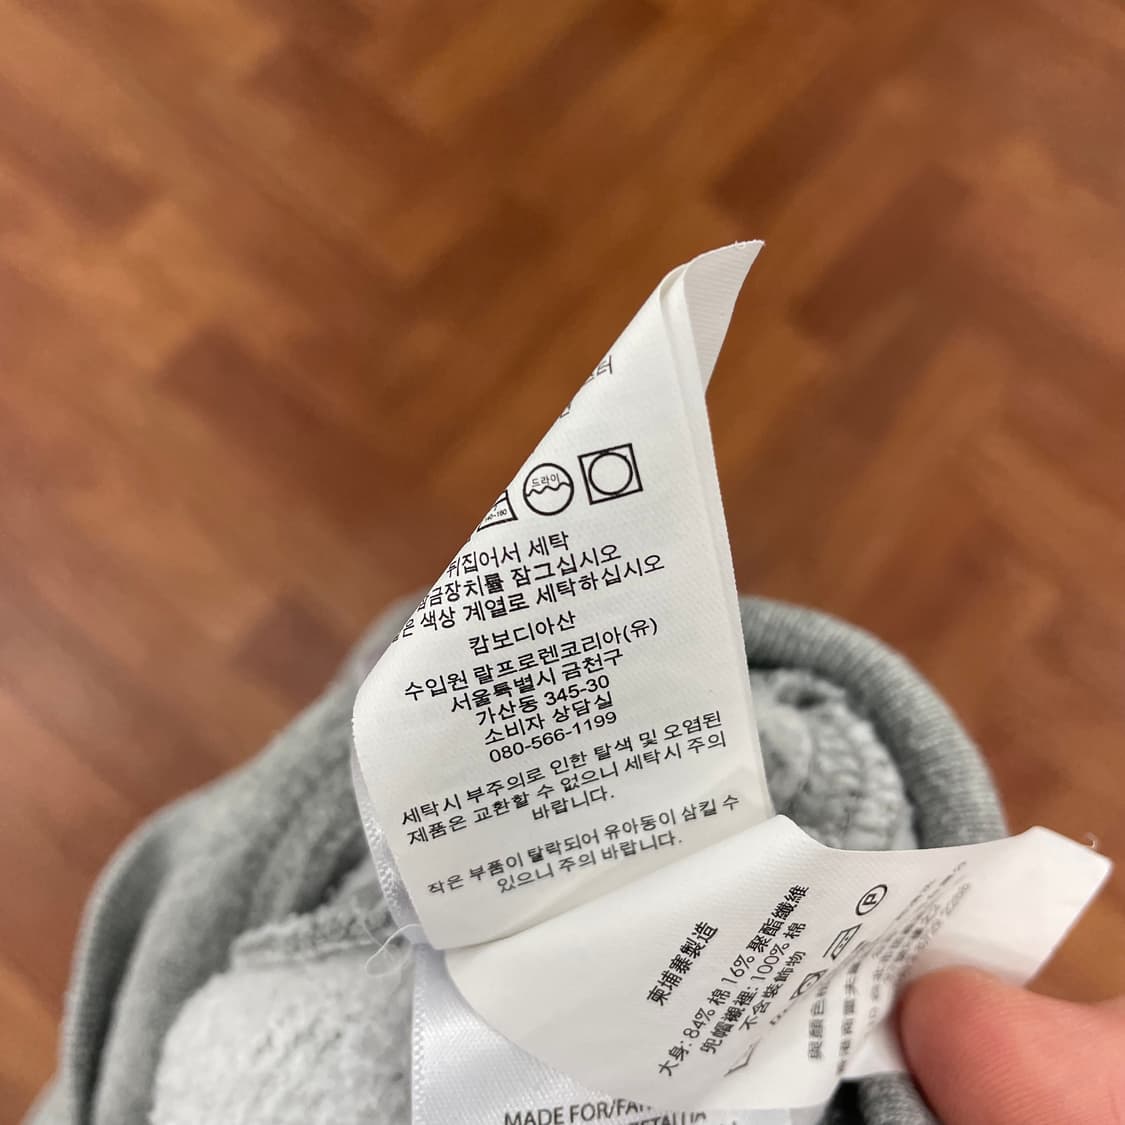 드라이
뒤집어서 세탁
잠금장치를 잠그십시오
색상 계열로 세탁하십시오
캄보디아산
수입원 랄프로렌코리아(유)
서울특별시 금천구
가산동 345-30
소비자 상담실
080-566-1199
세탁시 부주의로 인한 탈색 및 오염된
제품은 교환할 수 없으니 세탁시 주의
바랍니다.
작은 부품이 탈락되어 유아동이 삼킬 수
있으니 주의 바랍니다.
柬埔寨製造
大身: 84% 棉 16% 聚酯纖維
兜帽襯裡: 100% 棉
不含裝飾物
P
與顏色
MADE FOR/